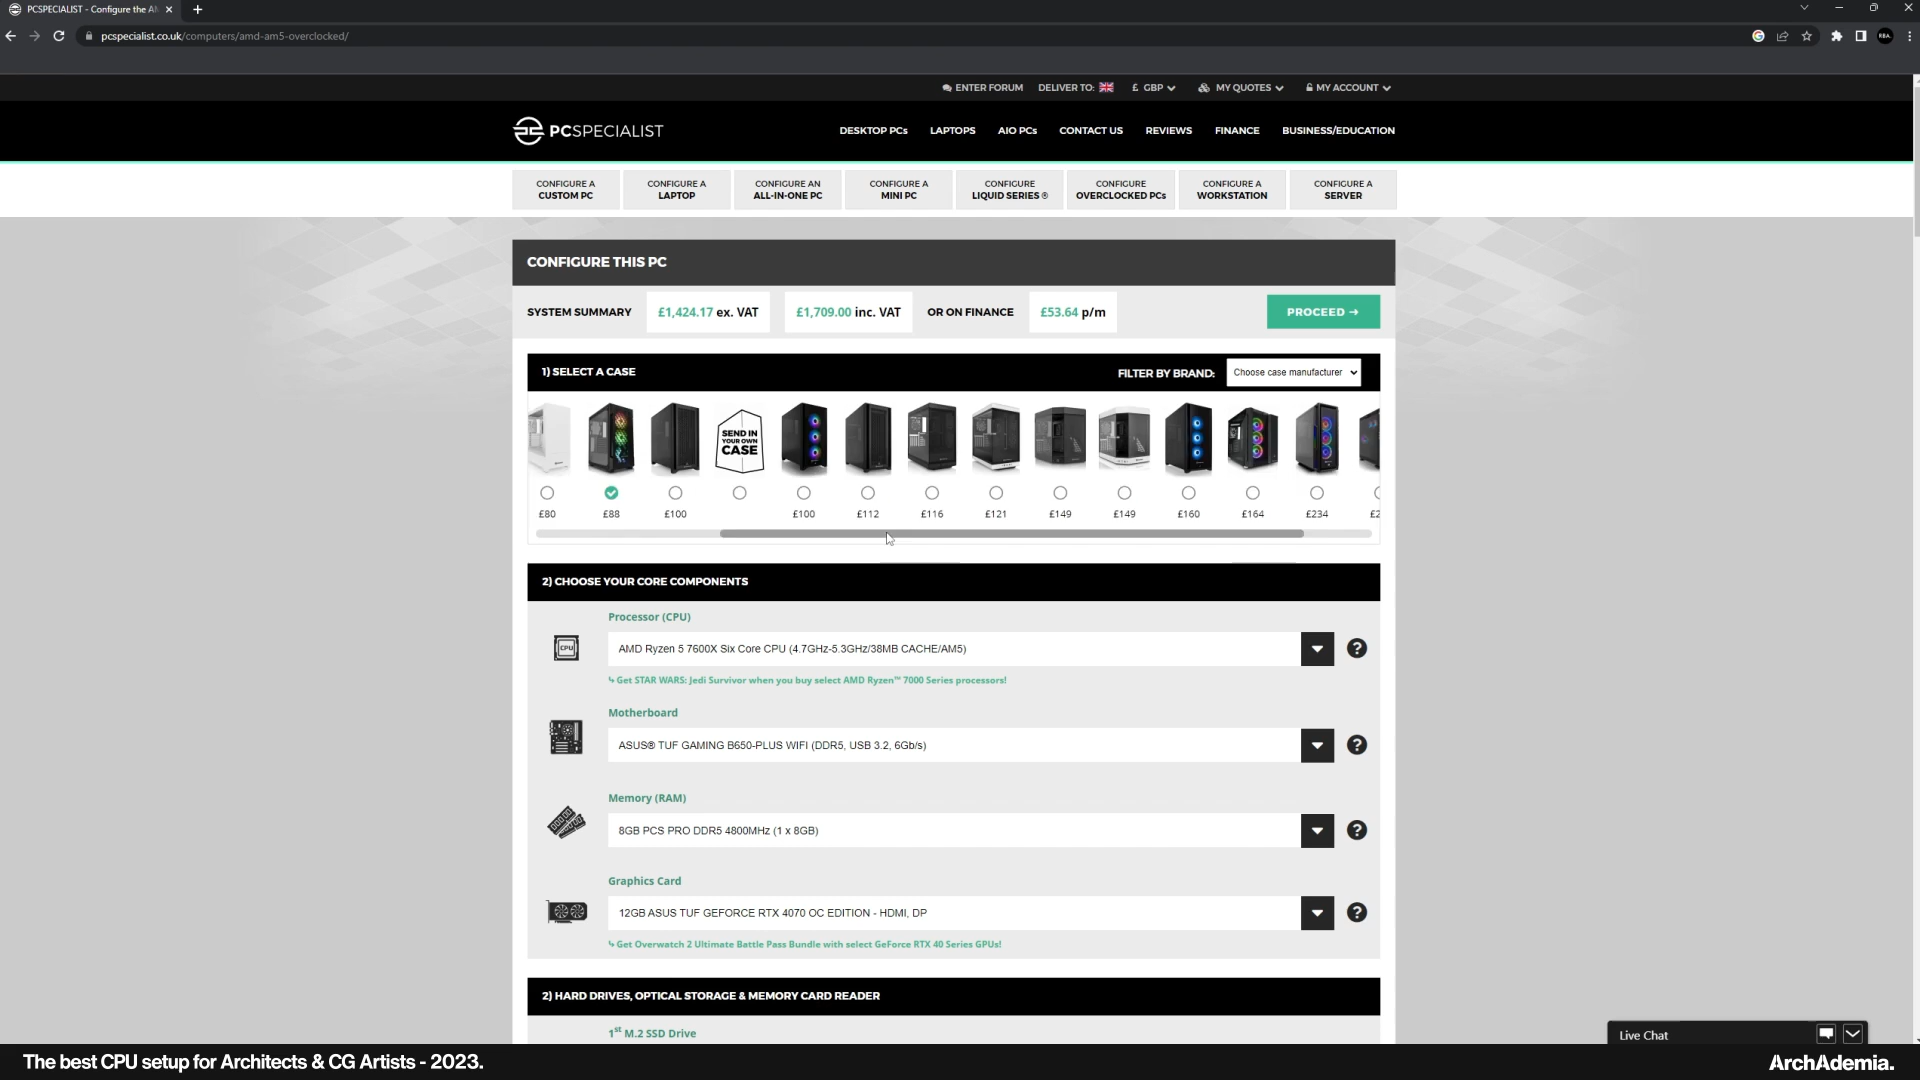 PCSPECIALIST - Configure the AM
pcspecialist.co.uk/computers/amd-am5-overclocked/
RBA.
ENTER FORUM DELIVER TO: £ GBP MY QUOTES MY ACCOUNT
PCSPECIALIST
DESKTOP PCs LAPTOPS AIO PCs CONTACT US REVIEWS FINANCE BUSINESS/EDUCATION
CONFIGURE A
CUSTOM PC
CONFIGURE A
LAPTOP
CONFIGURE AN
ALL-IN-ONE PC
CONFIGURE A
MINI PC
CONFIGURE
LIQUID SERIES ®
CONFIGURE
OVERCLOCKED PCs
CONFIGURE A
WORKSTATION
CONFIGURE A
SERVER
CONFIGURE THIS PC
SYSTEM SUMMARY £1,424.17 ex. VAT £1,709.00 inc. VAT OR ON FINANCE £53.64 p/m PROCEED →
1) SELECT A CASE FILTER BY BRAND: Choose case manufacturer
SEND IN
YOUR OWN
CASE
£80 £88 £100 £100 £112 £116 £121 £149 £149 £160 £164 £234 £2
2) CHOOSE YOUR CORE COMPONENTS
Processor (CPU)
CPU
AMD Ryzen 5 7600X Six Core CPU (4.7GHz-5.3GHz/38MB CACHE/AM5) ?
↳ Get STAR WARS: Jedi Survivor when you buy select AMD Ryzen™ 7000 Series processors!
Motherboard
ASUS® TUF GAMING B650-PLUS WIFI (DDR5, USB 3.2, 6Gb/s) ?
Memory (RAM)
8GB PCS PRO DDR5 4800MHz (1 x 8GB) ?
Graphics Card
12GB ASUS TUF GEFORCE RTX 4070 OC EDITION - HDMI, DP ?
↳ Get Overwatch 2 Ultimate Battle Pass Bundle with select GeForce RTX 40 Series GPUs!
2) HARD DRIVES, OPTICAL STORAGE & MEMORY CARD READER
1st M.2 SSD Drive
Live Chat
The best CPU setup for Architects & CG Artists - 2023.
ArchAdemia.